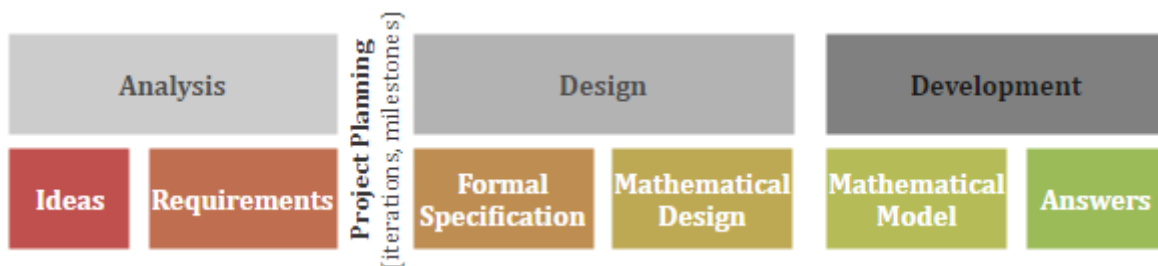 Analysis
Project Planning
[iterations, milestones]
Design
Development
Ideas
Requirements
Formal
Specification
Mathematical
Design
Mathematical
Model
Answers